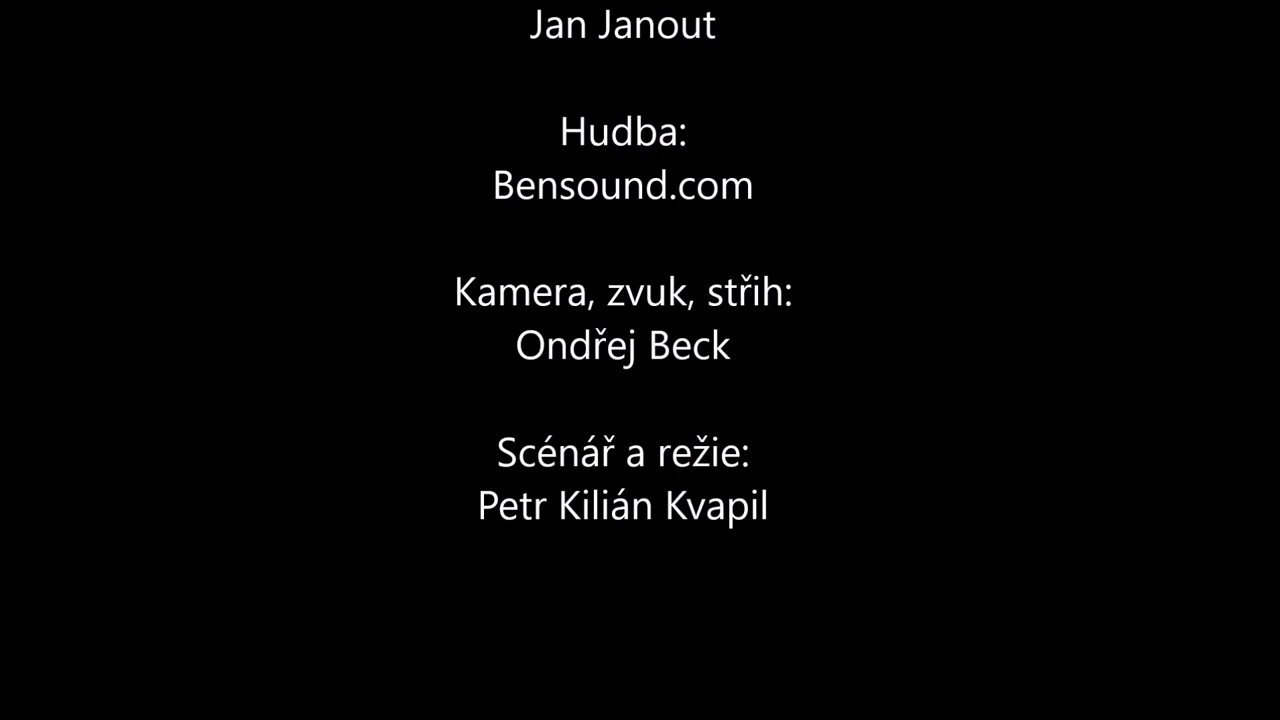 Jan Janout
Hudba:
Bensound.com
Kamera, zvuk, střih:
Ondřej Beck
Scénář a režie:
Petr Kilián Kvapil